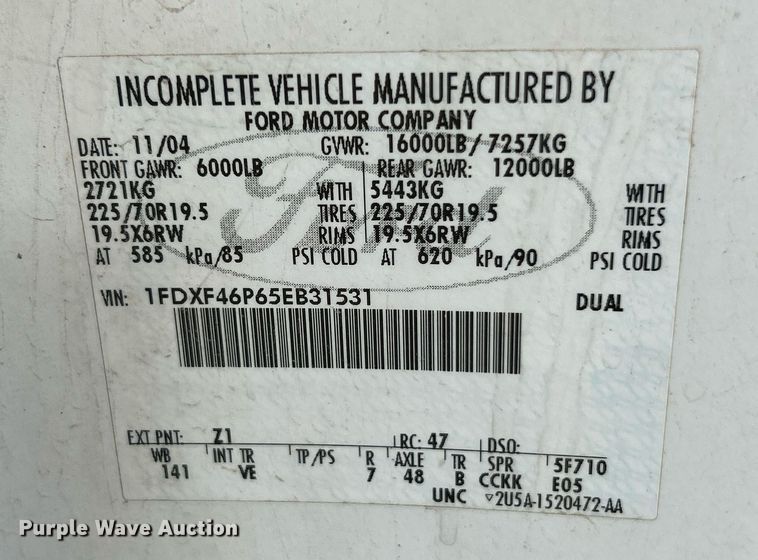 INCOMPLETE VEHICLE MANUFACTURED BY
FORD MOTOR COMPANY
DATE: 11/04 GVWR: 16000LB/7257KG
FRONT GAWR: 6000LB REAR GAWR: 12000LB
2721KG WITH 5443KG WITH
225/70R19.5 TIRES 225/70R19.5 TIRES
19.5X6RW RIMS 19.5X6RW RIMS
AT 585 kPa/85 PSI COLD AT 620 kPa/90 PSI COLD
Ford
VIN: 1FDXF46P65EB31531 DUAL
EXT PNT: Z1 RC: 47 DSO:
WB INT TR TP/PS R AXLE TR SPR 5F710
141 VE 7 48 B CCKK E05
UNC 2U5A-1520472-AA
Purple Wave Auction